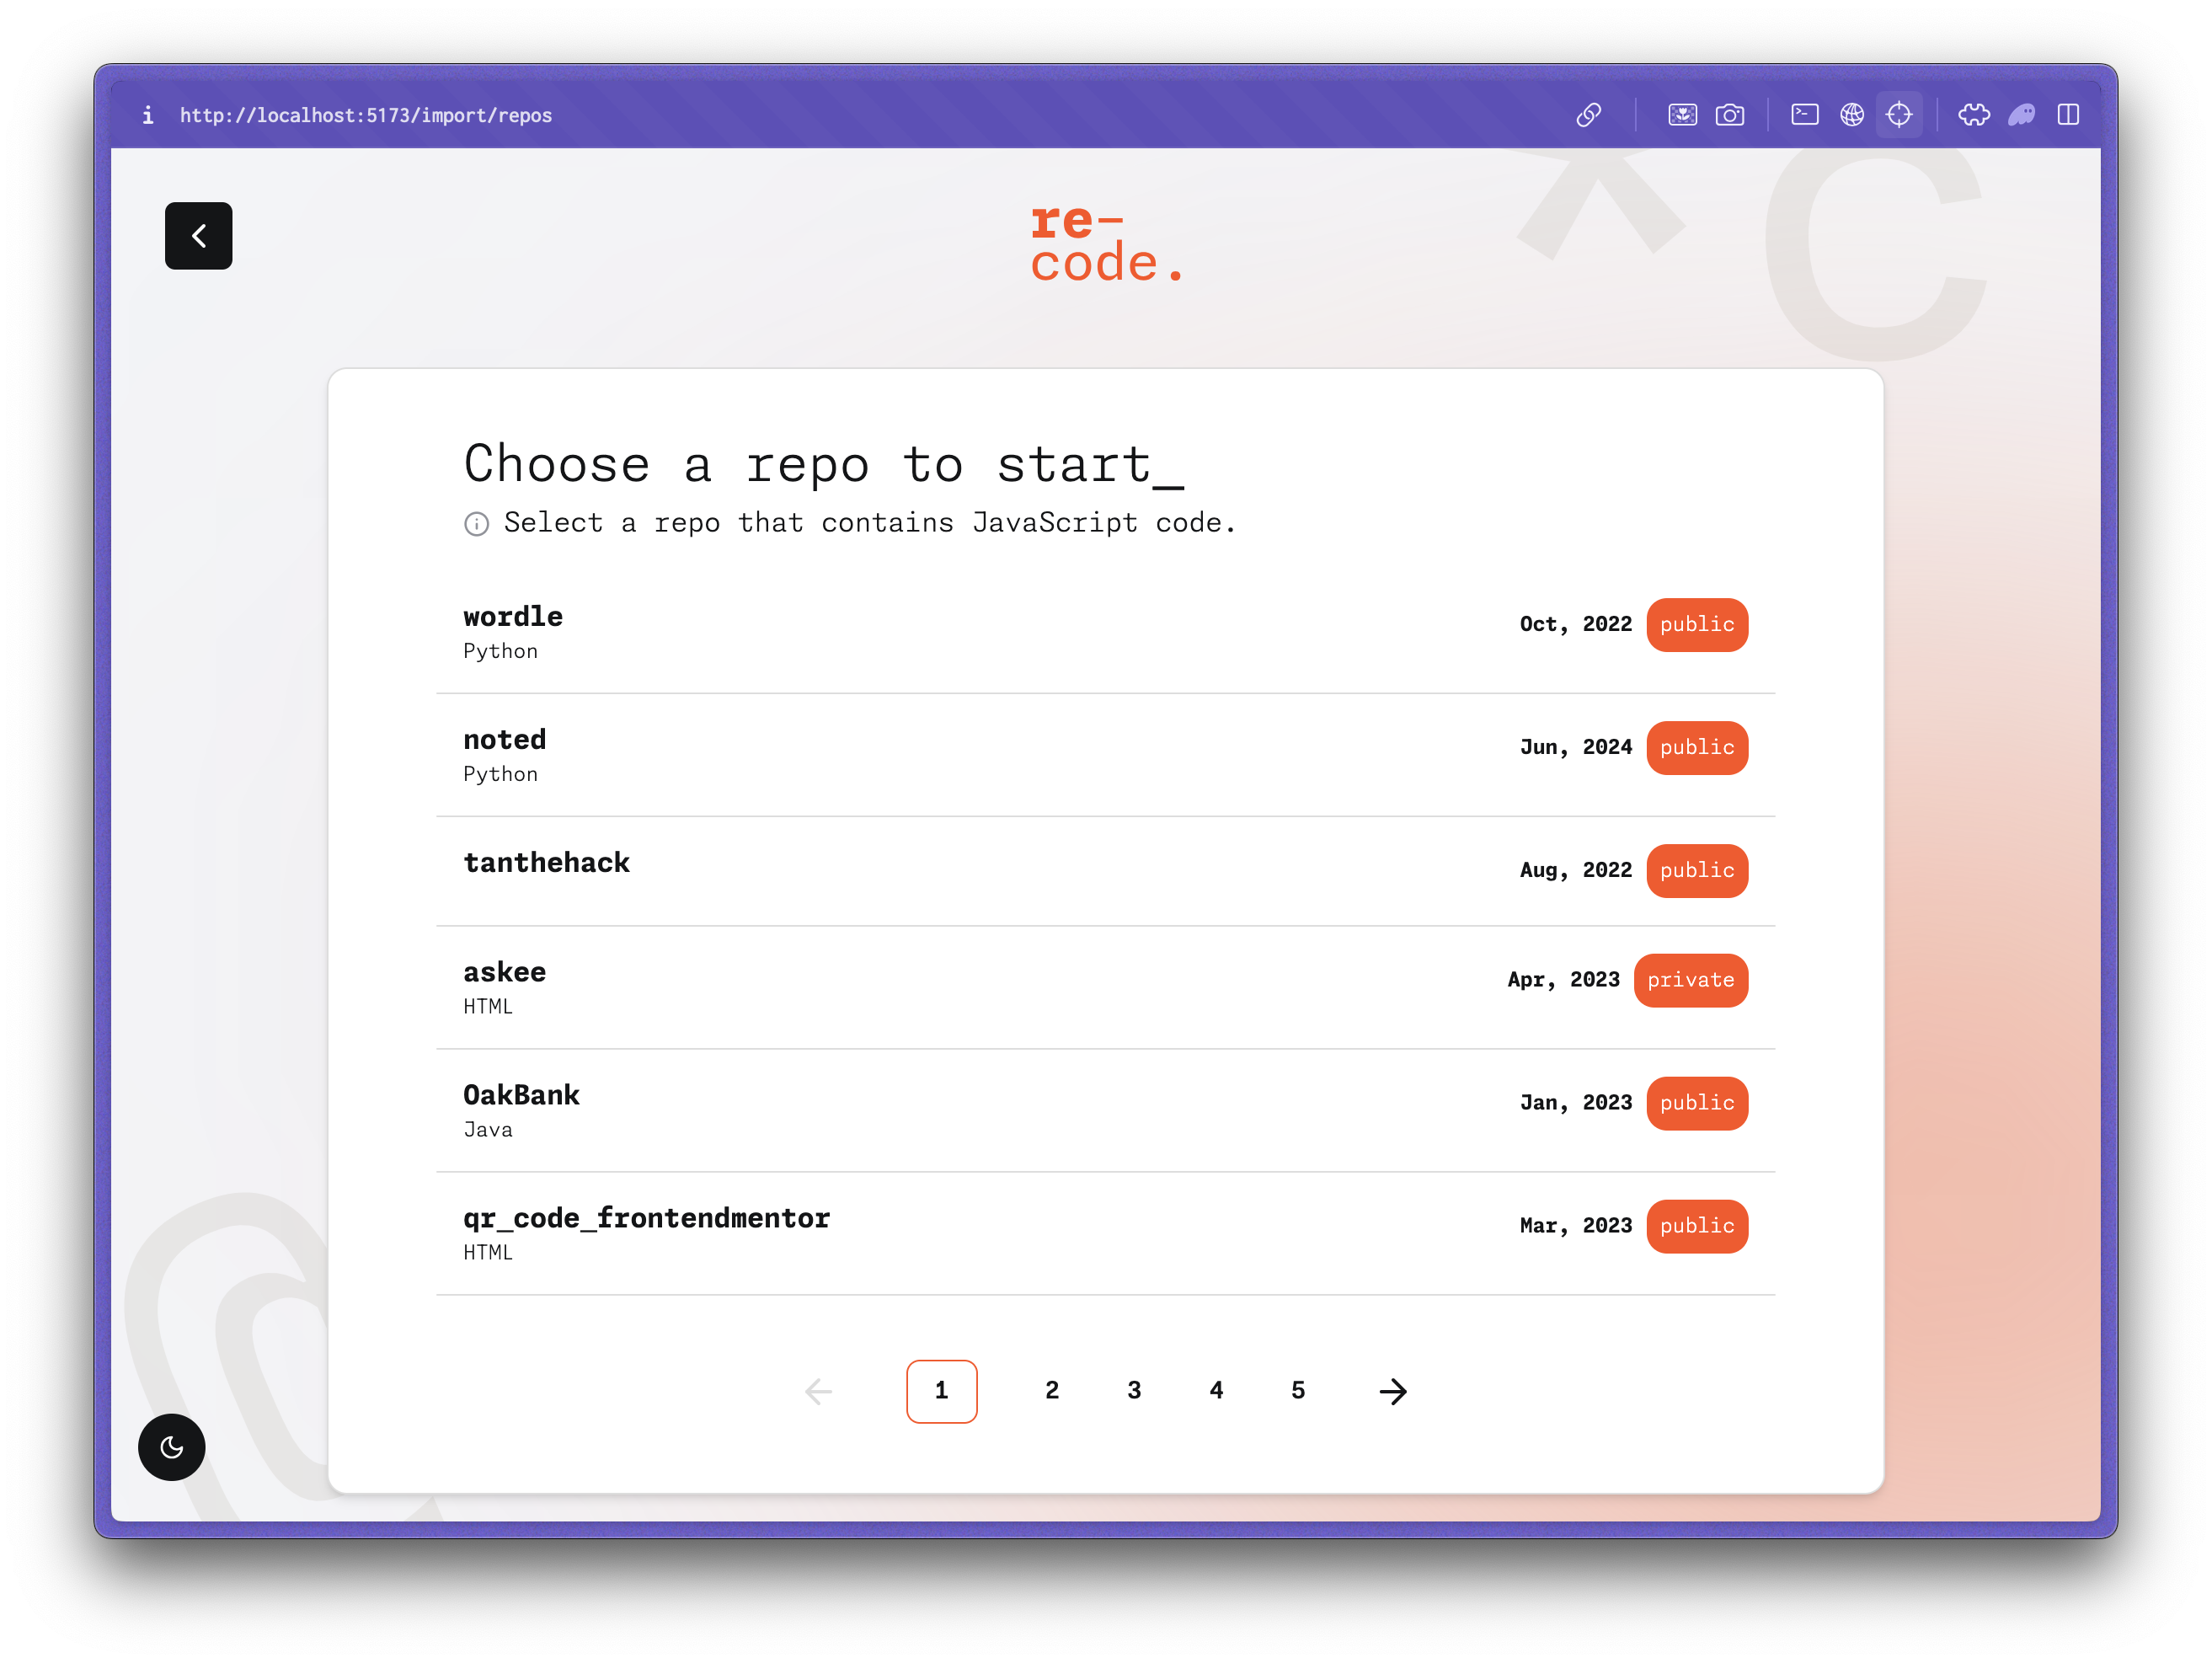 i http://localhost:5173/import/repos
re-
code.
Choose a repo to start_
Select a repo that contains JavaScript code.
wordle
Oct, 2022 public
Python
noted
Jun, 2024 public
Python
tanthehack
Aug, 2022 public
askee
Apr, 2023 private
HTML
OakBank
Jan, 2023 public
Java
qr_code_frontendmentor
Mar, 2023 public
HTML
1 2 3 4 5